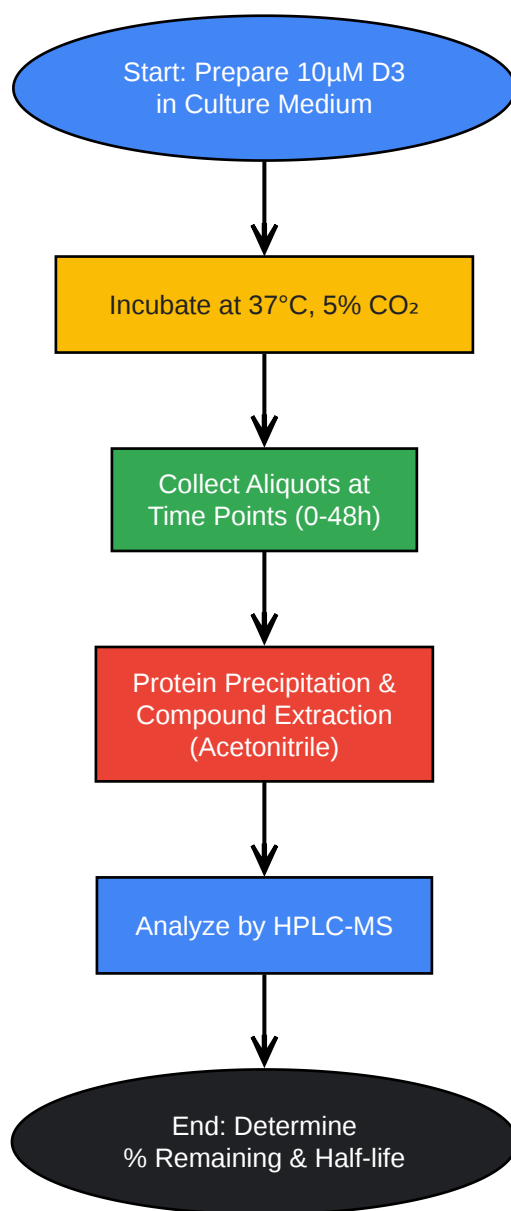 Start: Prepare 10µM D3
in Culture Medium
Incubate at 37°C, 5% CO₂
Collect Aliquots at
Time Points (0-48h)
Protein Precipitation &
Compound Extraction
(Acetonitrile)
Analyze by HPLC-MS
End: Determine
% Remaining & Half-life